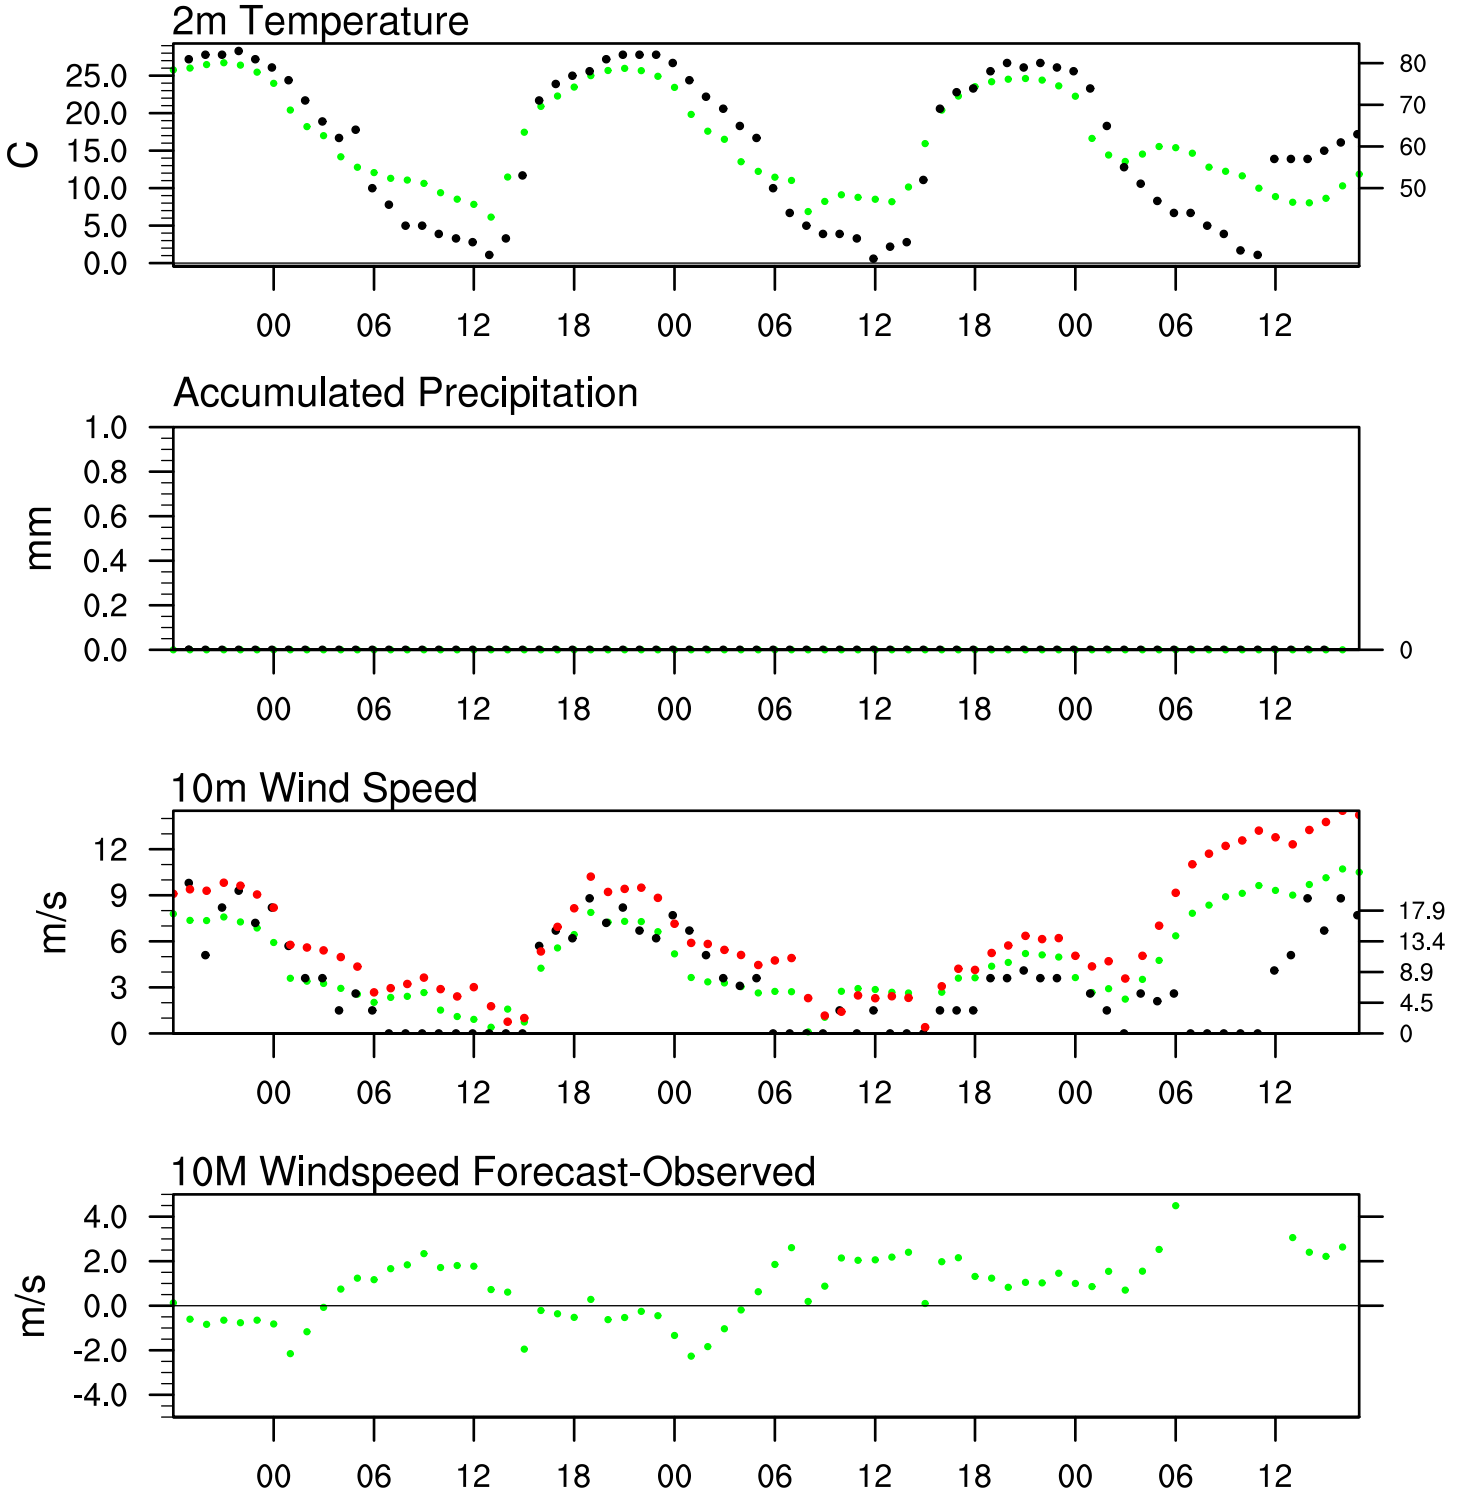 2m Temperature
C
25.0
20.0
15.0
10.0
5.0
0.0
80
70
60
50
00 06 12 18 00 06 12 18 00 06 12
Accumulated Precipitation
mm
1.0
0.8
0.6
0.4
0.2
0.0
0
00 06 12 18 00 06 12 18 00 06 12
10m Wind Speed
m/s
12
9
6
3
0
17.9
13.4
8.9
4.5
0
00 06 12 18 00 06 12 18 00 06 12
10M Windspeed Forecast-Observed
m/s
4.0
2.0
0.0
-2.0
-4.0
00 06 12 18 00 06 12 18 00 06 12